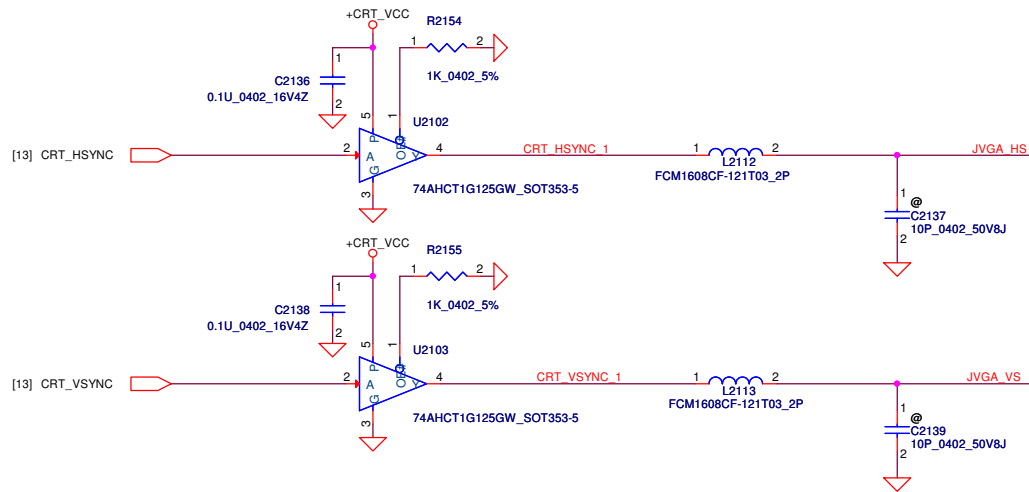 +CRT_VCC
R2154
1
2
1K_0402_5%
1
C2136
0.1U_0402_16V4Z
2
5
1
U2102
P
OE#
[13] CRT_HSYNC
2
A
Y
4
G
CRT_HSYNC_1
1
2
JVGA_HS
L2112
FCM1608CF-121T03_2P
3
74AHCT1G125GW_SOT353-5
1
@
C2137
10P_0402_50V8J
2
+CRT_VCC
R2155
1
2
1K_0402_5%
1
C2138
0.1U_0402_16V4Z
2
5
1
U2103
P
OE#
[13] CRT_VSYNC
2
A
Y
4
G
CRT_VSYNC_1
1
2
JVGA_VS
L2113
FCM1608CF-121T03_2P
3
74AHCT1G125GW_SOT353-5
1
@
C2139
10P_0402_50V8J
2